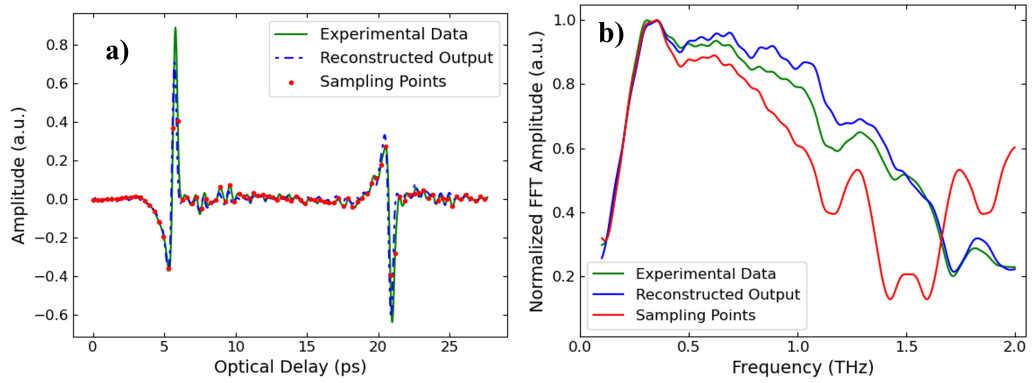 a)
Experimental Data
Reconstructed Output
Sampling Points
0.8
0.6
0.4
0.2
0.0
−0.2
−0.4
−0.6
Amplitude (a.u.)
0
5
10
15
20
25
Optical Delay (ps)
b)
1.0
0.8
0.6
0.4
0.2
Normalized FFT Amplitude (a.u.)
Experimental Data
Reconstructed Output
Sampling Points
0.0
0.5
1.0
1.5
2.0
Frequency (THz)